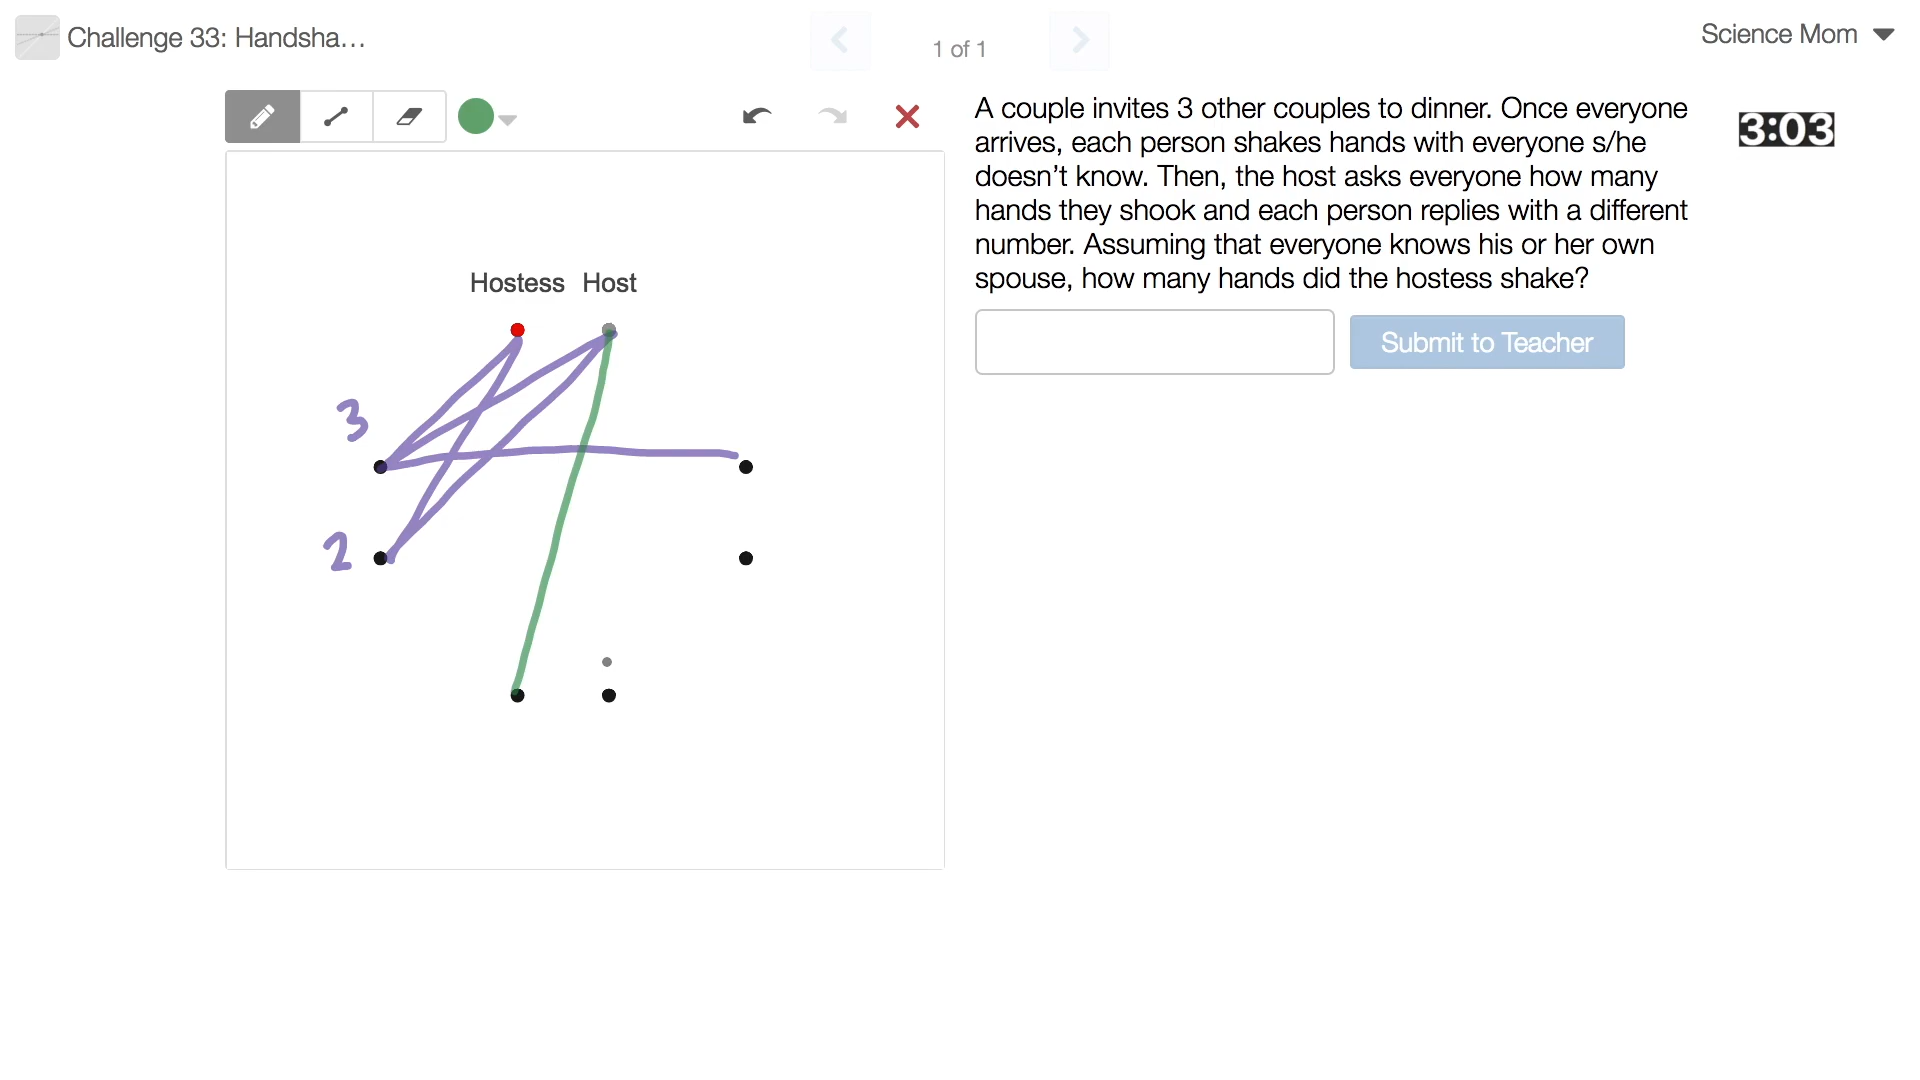 Challenge 33: Handsha...
1 of 1
Science Mom
A couple invites 3 other couples to dinner. Once everyone
arrives, each person shakes hands with everyone s/he
doesn't know. Then, the host asks everyone how many
hands they shook and each person replies with a different
number. Assuming that everyone knows his or her own
spouse, how many hands did the hostess shake?
3:03
Submit to Teacher
Hostess Host
3
2